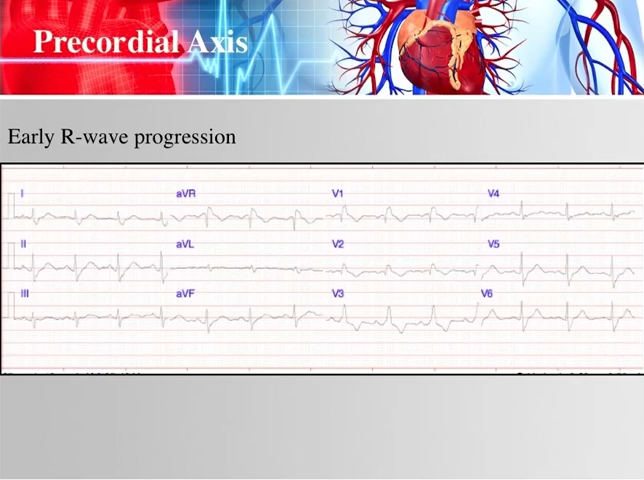 Precordial Axis
Early R-wave progression
I aVR V1 V4
II aVL V2 V5
III aVF V3 V6